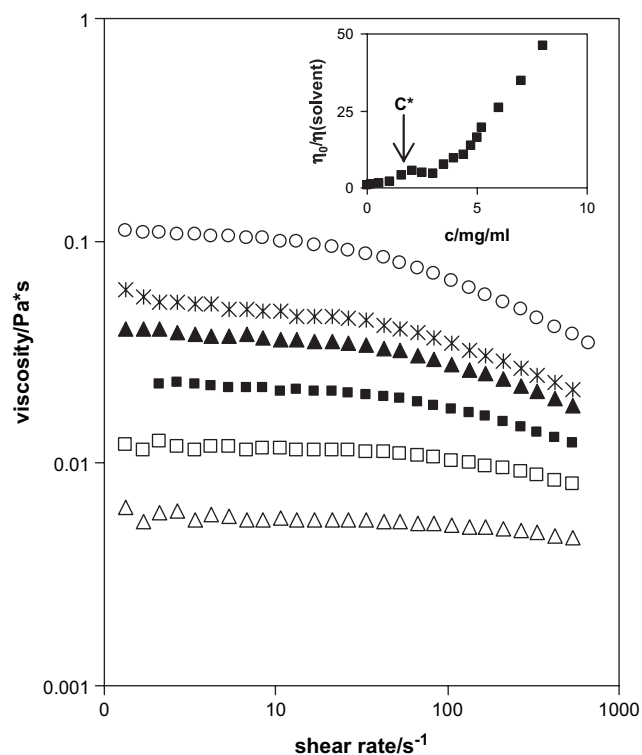 1
0.1
0.01
0.001
viscosity/Pa*s
0
10
100
1000
shear rate/s⁻¹
50
25
0
η₀/η(solvent)
C*
0
5
10
c/mg/ml